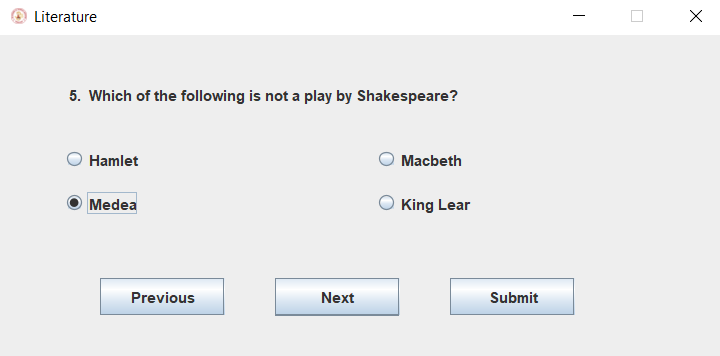 Literature
5. Which of the following is not a play by Shakespeare?
Hamlet
Macbeth
Medea
King Lear
Previous
Next
Submit